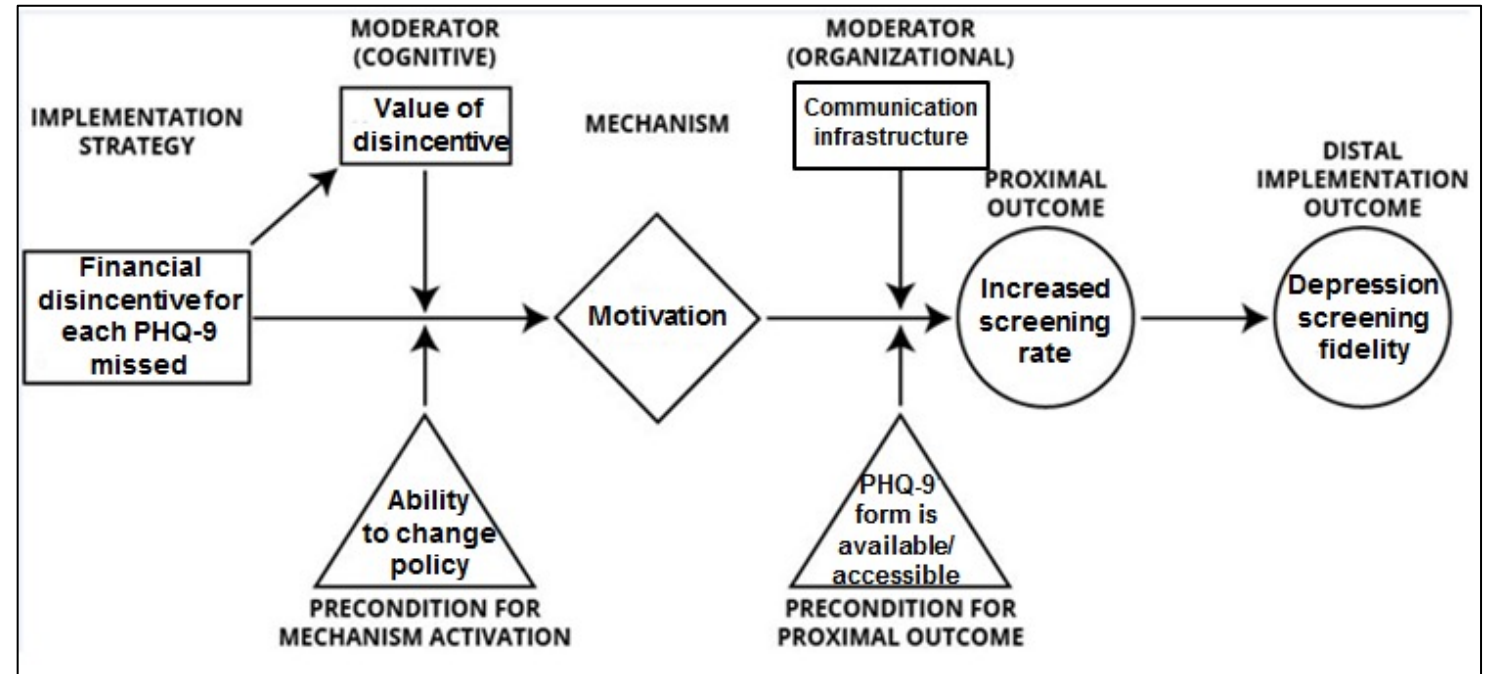 MODERATOR
(COGNITIVE)
MODERATOR
(ORGANIZATIONAL)
IMPLEMENTATION
STRATEGY
Value of
disincentive
MECHANISM
Communication
infrastructure
PROXIMAL
OUTCOME
DISTAL
IMPLEMENTATION
OUTCOME
Financial
disincentive for
each PHQ-9
missed
Motivation
Increased
screening
rate
Depression
screening
fidelity
Ability
to change
policy
PHQ-9
form is
available/
accessible
PRECONDITION FOR
MECHANISM ACTIVATION
PRECONDITION FOR
PROXIMAL OUTCOME